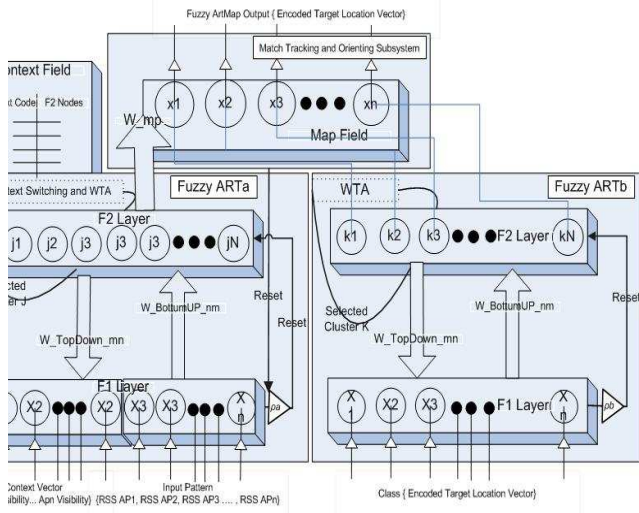 Fuzzy ArtMap Output { Encoded Target Location Vector}
Match Tracking and Orienting Subsystem
ontext Field
xt Code F2 Nodes
x1 x2 x3 xn
Map Field
W_mp
ext Switching and WTA
Fuzzy ARTa
F2 Layer
j1 j2 j3 j3 j3 jN
Reset
Reset
ected
er J
W_BottumUP_nm
W_TopDown_mn
F1 Layer
X2 X2 X3 X3 X n
pa
Context Vector
sibility... Apn Visibility}
Input Pattern
{RSS AP1, RSS AP2, RSS AP3 .... , RSS APn}
WTA
Fuzzy ARTb
k1 k2 k3 F2 Layer kN
Selected
Cluster K
W_BottumUP_nm
W_TopDown_mn
Reset
X 1 X2 X3 F1 Layer X n
pb
Class { Encoded Target Location Vector}